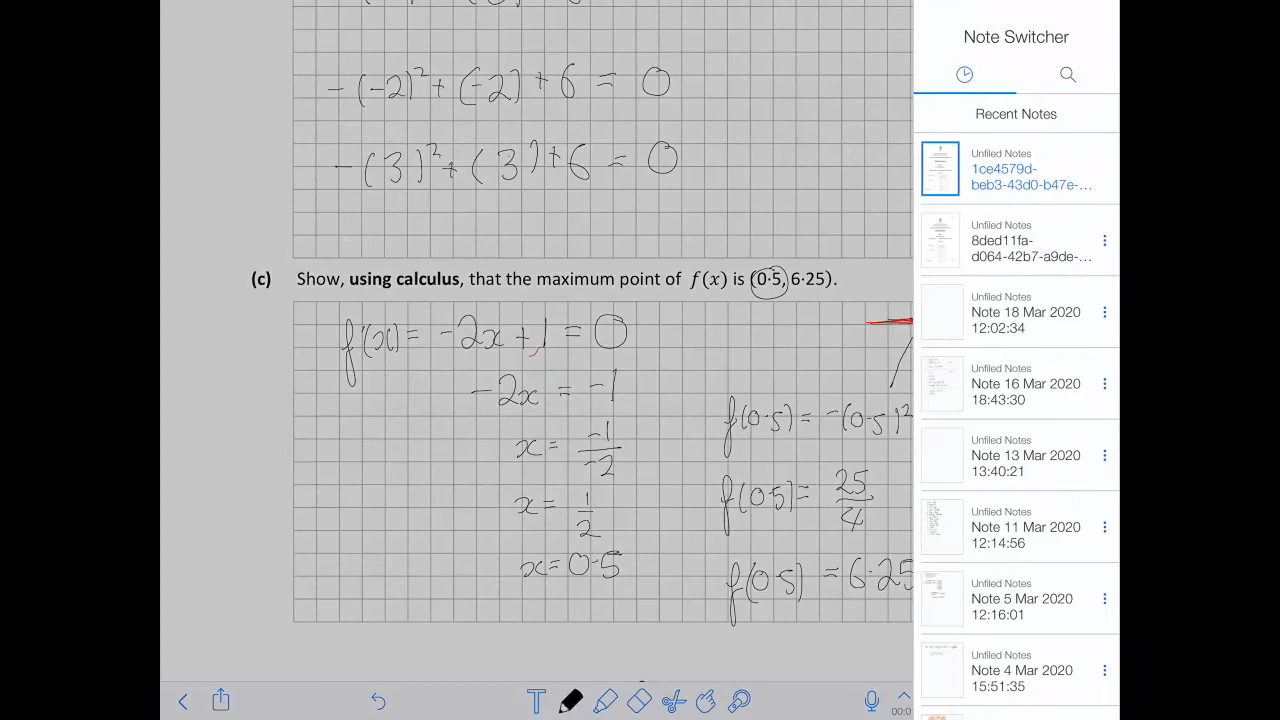 - (-2)² + (-2) + 6 = 0
- (3)² + (3) + 6 = 0
(c) Show, using calculus, that the maximum point of f(x) is (0·5, 6·25).
f'(x) = -2x + 1 = 0
-2x = 1
x = -1/-2
x = 1/2
x = 0·5
f(0·5) = -(0·5)²
f(0·5) = 25/4
f(0·5) = 6·25
Note Switcher
Recent Notes
Unfiled Notes
1ce4579d-
beb3-43d0-b47e-...
Unfiled Notes
8ded11fa-
d064-42b7-a9de-...
Unfiled Notes
Note 18 Mar 2020
12:02:34
Unfiled Notes
Note 16 Mar 2020
18:43:30
Unfiled Notes
Note 13 Mar 2020
13:40:21
Unfiled Notes
Note 11 Mar 2020
12:14:56
Unfiled Notes
Note 5 Mar 2020
12:16:01
Unfiled Notes
Note 4 Mar 2020
15:51:35
T